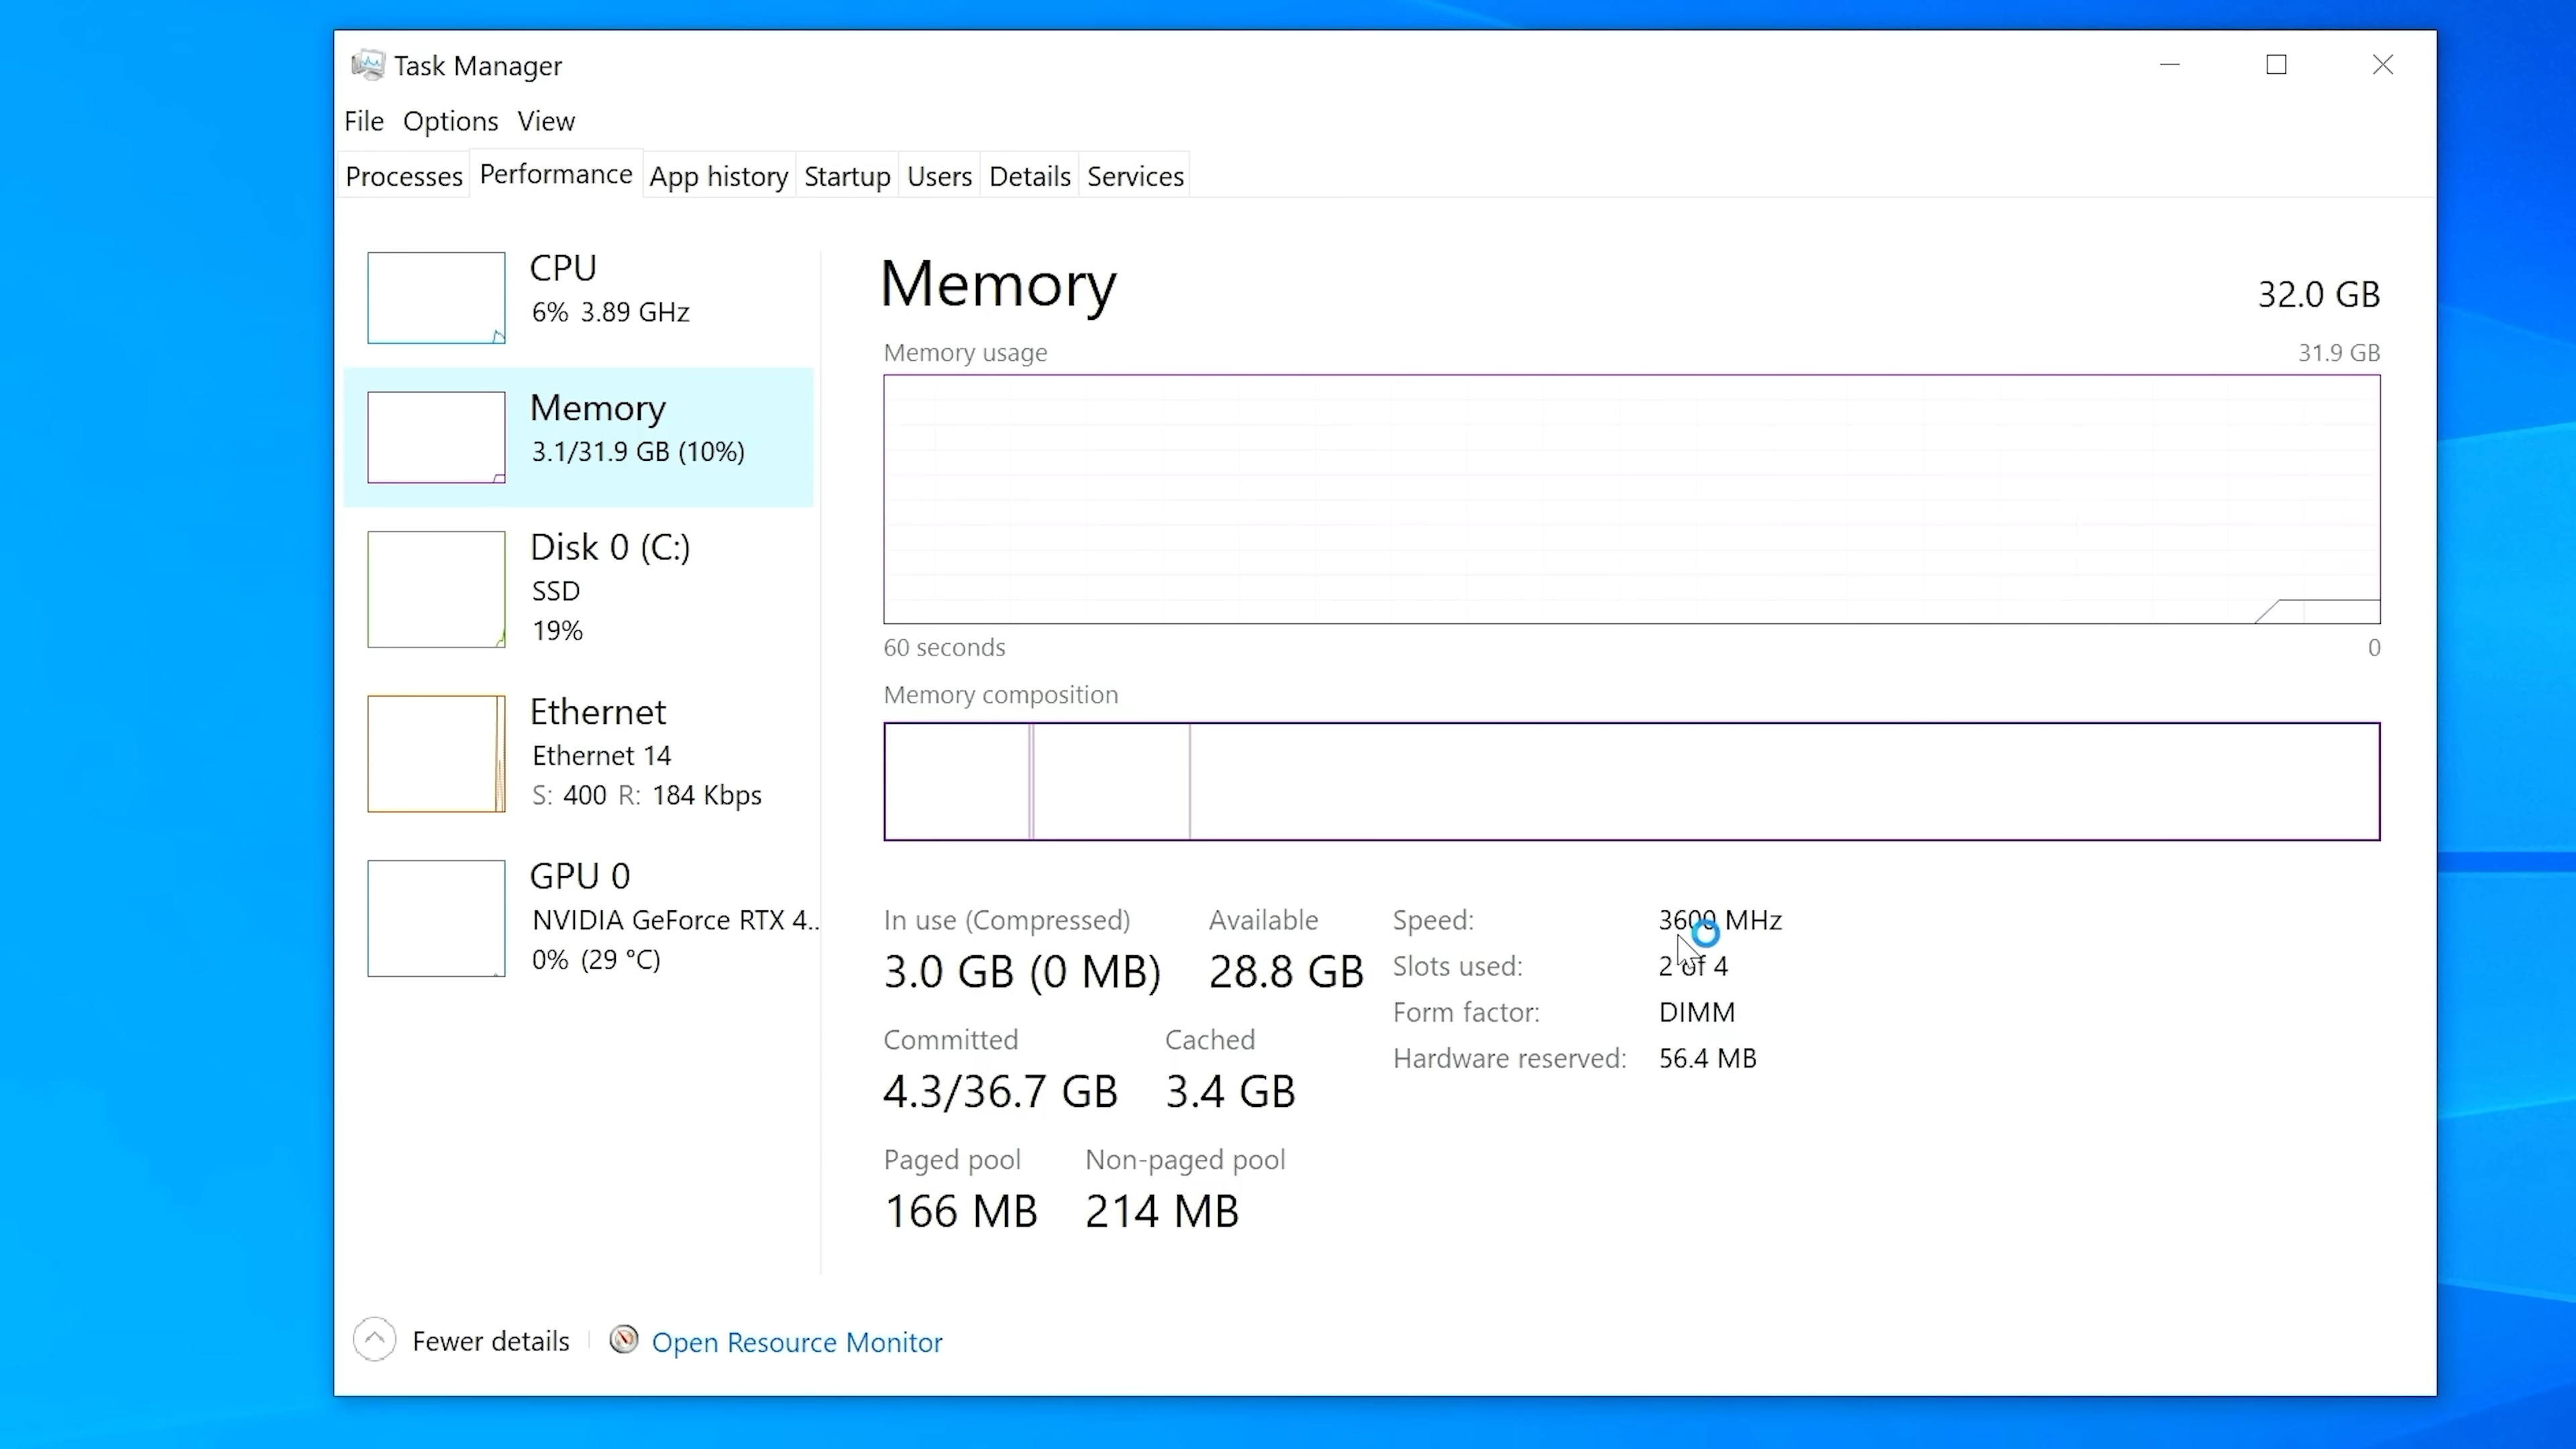 Task Manager
File Options View
Processes Performance App history Startup Users Details Services
CPU
6% 3.89 GHz
Memory
3.1/31.9 GB (10%)
Disk 0 (C:)
SSD
19%
Ethernet
Ethernet 14
S: 400 R: 184 Kbps
GPU 0
NVIDIA GeForce RTX 4...
0% (29 °C)
Memory
32.0 GB
Memory usage
31.9 GB
60 seconds
0
Memory composition
In use (Compressed)
3.0 GB (0 MB)
Available
28.8 GB
Committed
4.3/36.7 GB
Cached
3.4 GB
Paged pool
166 MB
Non-paged pool
214 MB
Speed: 3600 MHz
Slots used: 2 of 4
Form factor: DIMM
Hardware reserved: 56.4 MB
Fewer details
Open Resource Monitor